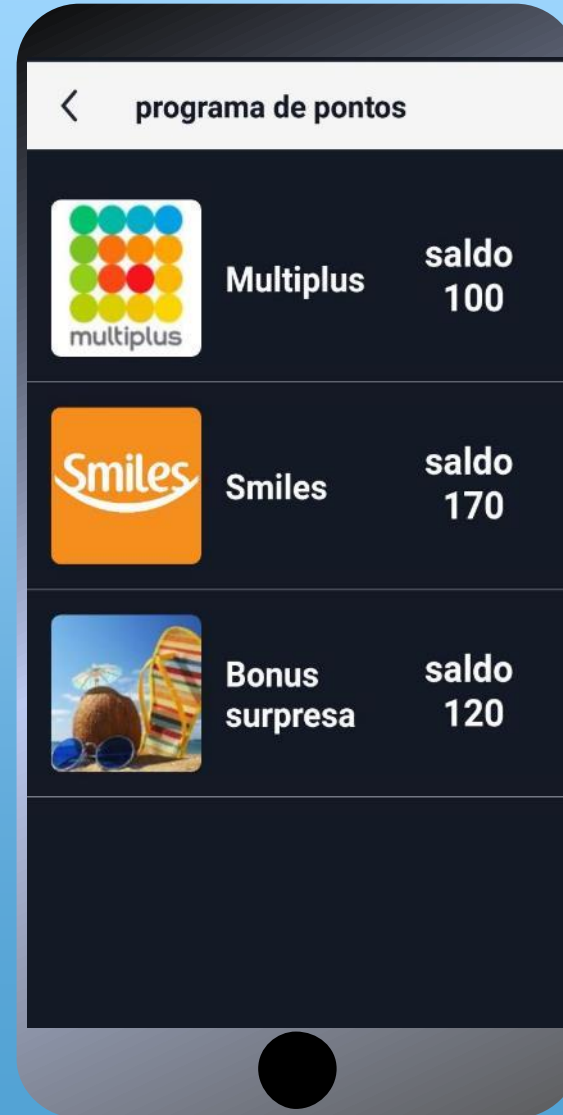 programa de pontos
multiplus
Multiplus
saldo
100
Smiles
Smiles
saldo
170
Bonus
surpresa
saldo
120